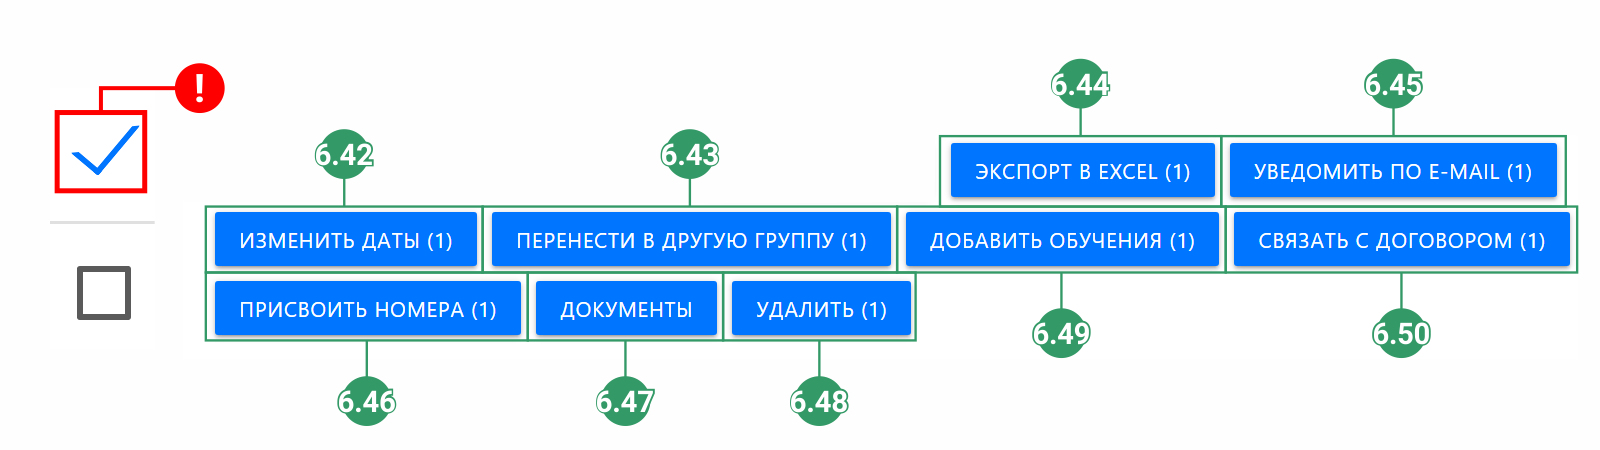 !
6.44
6.45
6.42
6.43
ЭКСПОРТ В EXCEL (1)
УВЕДОМИТЬ ПО E-MAIL (1)
ИЗМЕНИТЬ ДАТЫ (1)
ПЕРЕНЕСТИ В ДРУГУЮ ГРУППУ (1)
ДОБАВИТЬ ОБУЧЕНИЯ (1)
СВЯЗАТЬ С ДОГОВОРОМ (1)
ПРИСВОИТЬ НОМЕРА (1)
ДОКУМЕНТЫ
УДАЛИТЬ (1)
6.49
6.50
6.46
6.47
6.48